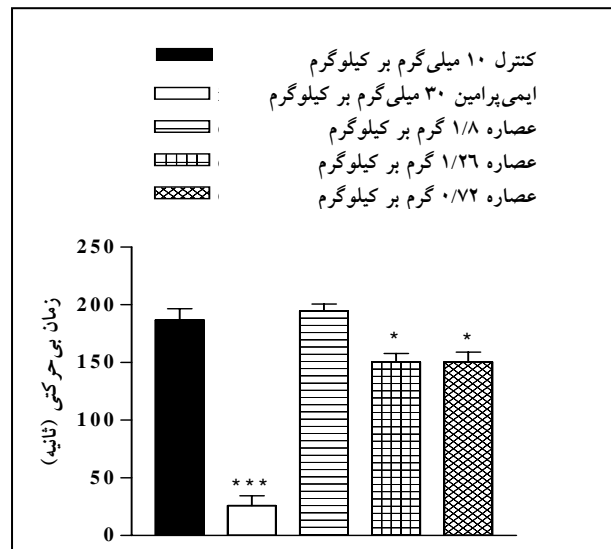 کنترل ۱۰ میلی‌گرم بر کیلوگرم
ایمی‌پرامین ۳۰ میلی‌گرم بر کیلوگرم
عصاره ۱/۸ گرم بر کیلوگرم
عصاره ۱/۲۶ گرم بر کیلوگرم
عصاره ۰/۷۲ گرم بر کیلوگرم
زمان بی‌حرکتی (ثانیه)
250
200
150
100
50
0
***
*
*